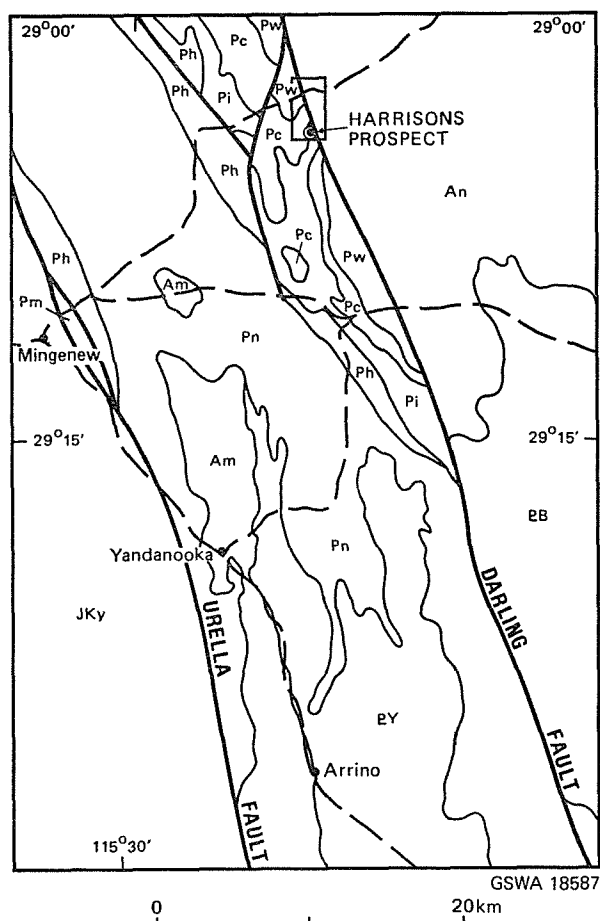 29°00′
29°00′
Pw
Ph
Pc
Ph
Pi
Pw
HARRISONS
PROSPECT
Pc
Ph
An
Pc
Pw
Ph
Am
Pm
Pc
Mingenew
Pn
Ph
Pi
29°15′
29°15′
Am
ᴘB
Pn
Yandanooka
JKy
URELLA
DARLING
ᴘY
FAULT
Arrino
FAULT
115°30′
GSWA 18587
0
20km